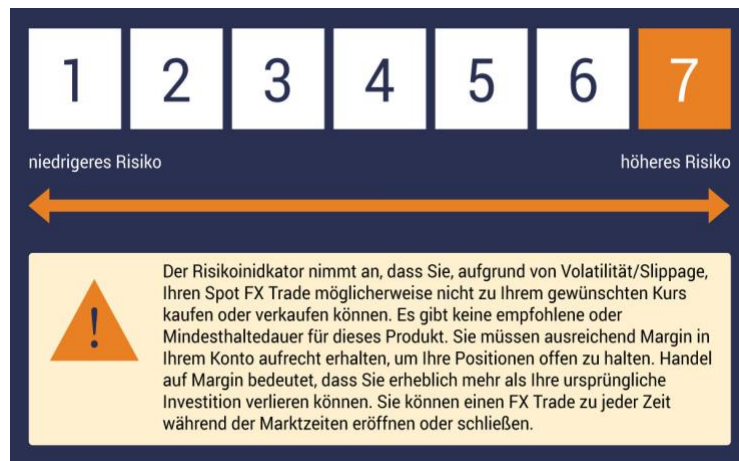 1 2 3 4 5 6 7
niedrigeres Risiko höheres Risiko
!
Der Risikoinidkator nimmt an, dass Sie, aufgrund von Volatilität/Slippage,
Ihren Spot FX Trade möglicherweise nicht zu Ihrem gewünschten Kurs
kaufen oder verkaufen können. Es gibt keine empfohlene oder
Mindesthaltedauer für dieses Produkt. Sie müssen ausreichend Margin in
Ihrem Konto aufrecht erhalten, um Ihre Positionen offen zu halten. Handel
auf Margin bedeutet, dass Sie erheblich mehr als Ihre ursprüngliche
Investition verlieren können. Sie können einen FX Trade zu jeder Zeit
während der Marktzeiten eröffnen oder schließen.